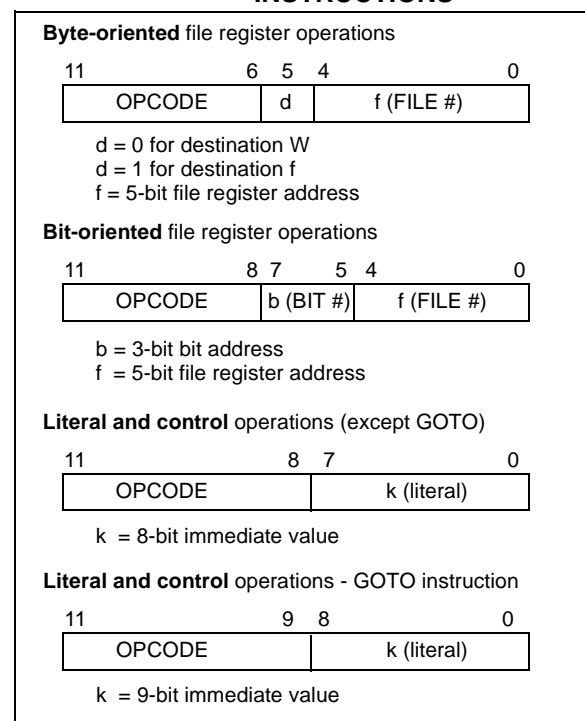 INSTRUCTIONS
Byte-oriented file register operations
11 6 5 4 0
OPCODE d f (FILE #)
d = 0 for destination W
d = 1 for destination f
f = 5-bit file register address
Bit-oriented file register operations
11 8 7 5 4 0
OPCODE b (BIT #) f (FILE #)
b = 3-bit bit address
f = 5-bit file register address
Literal and control operations (except GOTO)
11 8 7 0
OPCODE k (literal)
k = 8-bit immediate value
Literal and control operations - GOTO instruction
11 9 8 0
OPCODE k (literal)
k = 9-bit immediate value